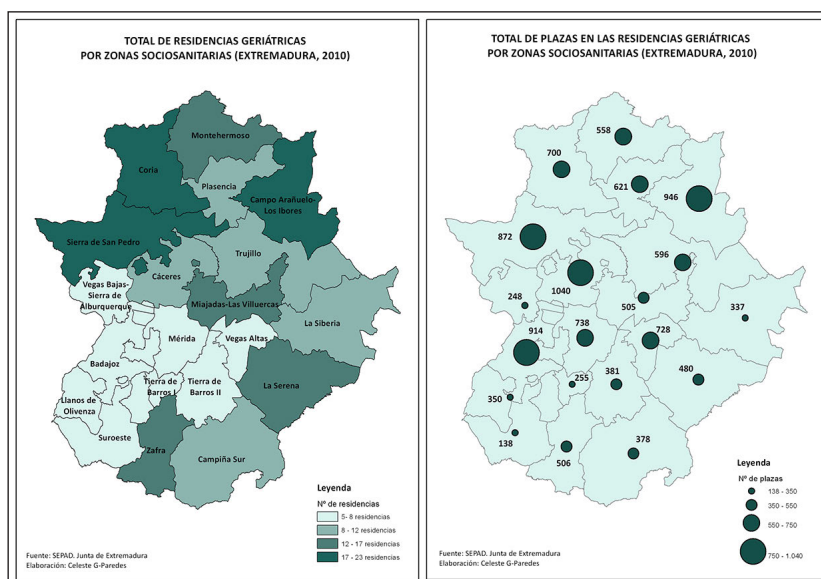 TOTAL DE RESIDENCIAS GERIÁTRICAS
POR ZONAS SOCIOSANITARIAS (EXTREMADURA, 2010)
Montehermoso
Coria
Plasencia
Campo Arañuelo-
Los Ibores
Sierra de San Pedro
Trujillo
Cáceres
Vegas Bajas-
Sierra de
Alburquerque
Miajadas-Las Villuercas
La Siberia
Mérida
Vegas Altas
Badajoz
La Serena
Tierra de
Barros I
Tierra de
Barros II
Llanos de
Olivenza
Suroeste
Zafra
Campiña Sur
Leyenda
Nº de residencias
5- 8 residencias
8 - 12 residencias
12 - 17 residencias
17 - 23 residencias
Fuente: SEPAD. Junta de Extremadura
Elaboración: Celeste G-Paredes
TOTAL DE PLAZAS EN LAS RESIDENCIAS GERIÁTRICAS
POR ZONAS SOCIOSANITARIAS (EXTREMADURA, 2010)
558
700
621
946
872
596
1040
248
505
337
914
738
728
255
381
480
350
138
506
378
Leyenda
Nº de plazas
138 - 350
350 - 550
550 - 750
750 - 1.040
Fuente: SEPAD. Junta de Extremadura
Elaboración: Celeste G-Paredes